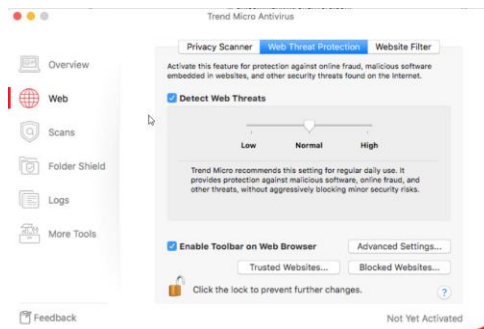 Trend Micro Antivirus
Privacy Scanner
Web Threat Protection
Website Filter
Overview
Web
Scans
Folder Shield
Logs
More Tools
Feedback
Activate this feature for protection against online fraud, malicious software
embedded in websites, and other security threats found on the Internet.
Detect Web Threats
Low Normal High
Trend Micro recommends this setting for regular daily use. It
provides protection against malicious software, online fraud, and
other threats, without aggressively blocking minor security risks.
Enable Toolbar on Web Browser
Advanced Settings...
Trusted Websites...
Blocked Websites...
Click the lock to prevent further changes.
?
Not Yet Activated